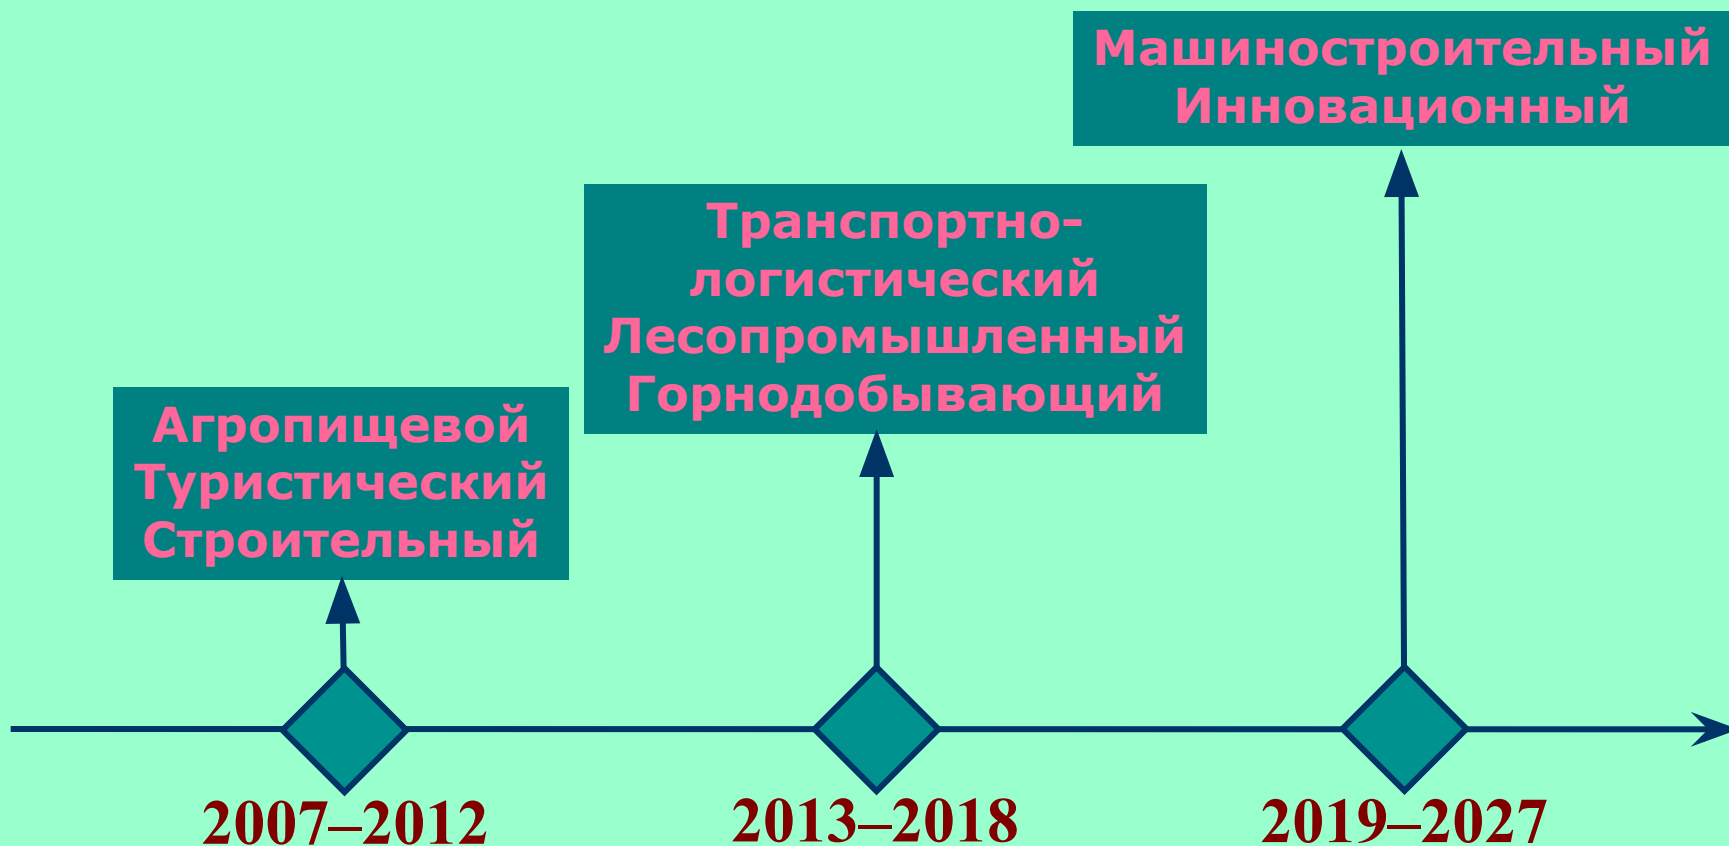 Машиностроительный
Инновационный
Транспортно-
логистический
Лесопромышленный
Горнодобывающий
Агропищевой
Туристический
Строительный
2007–2012
2013–2018
2019–2027